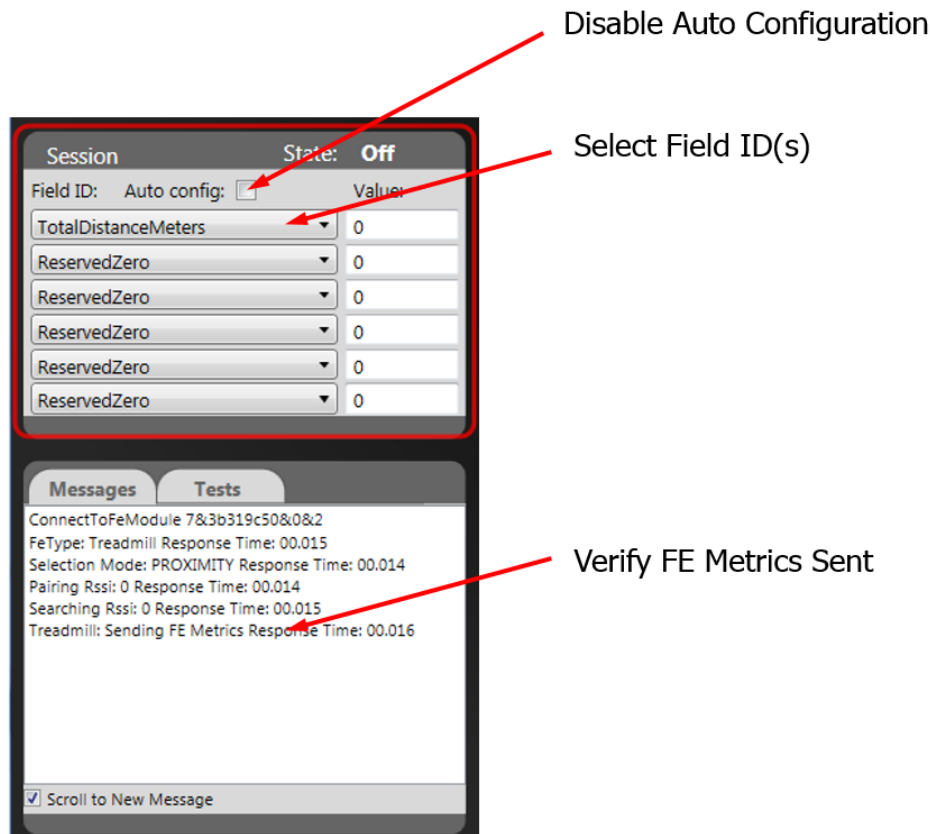 Disable Auto Configuration
Select Field ID(s)
Session State: Off
Field ID: Auto config: Value:
TotalDistanceMeters 0
ReservedZero 0
ReservedZero 0
ReservedZero 0
ReservedZero 0
ReservedZero 0
Messages Tests
ConnectToFeModule 7&3b319c50&0&2
FeType: Treadmill Response Time: 00.015
Selection Mode: PROXIMITY Response Time: 00.014
Pairing Rssi: 0 Response Time: 00.014
Searching Rssi: 0 Response Time: 00.015
Treadmill: Sending FE Metrics Response Time: 00.016
Verify FE Metrics Sent
Scroll to New Message